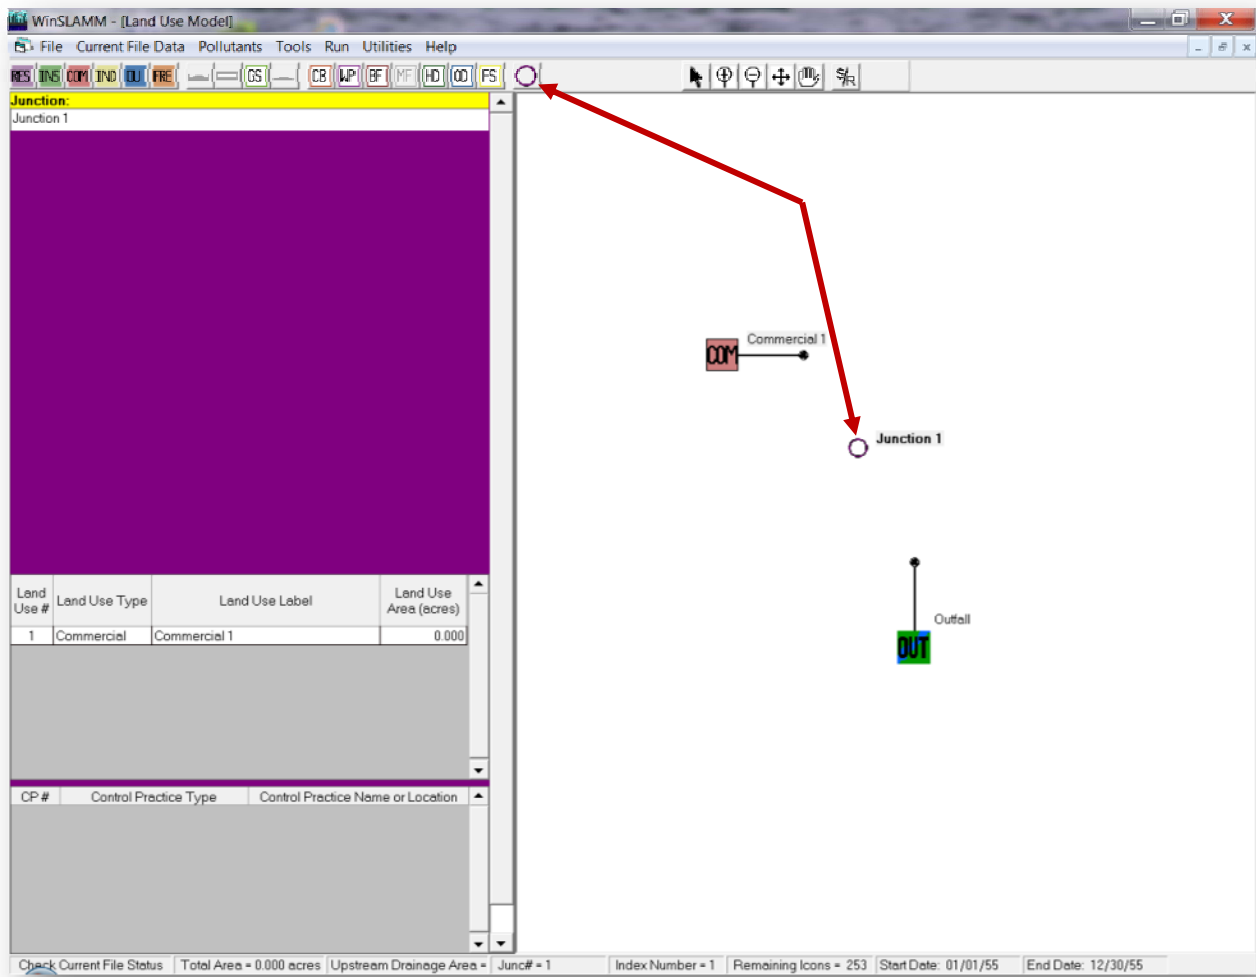 WinSLAMM - [Land Use Model]
File Current File Data Pollutants Tools Run Utilities Help
RES INS COM IND OU FRE GS CB WP BF MF HD OD FS S/R
Junction:
Junction 1
Commercial 1
COM
Junction 1
Outfall
OUT
Land Use # Land Use Type Land Use Label Land Use Area (acres)
1 Commercial Commercial 1 0.000
CP # Control Practice Type Control Practice Name or Location
Check Current File Status Total Area = 0.000 acres Upstream Drainage Area = Junc# = 1 Index Number = 1 Remaining Icons = 253 Start Date: 01/01/55 End Date: 12/30/55